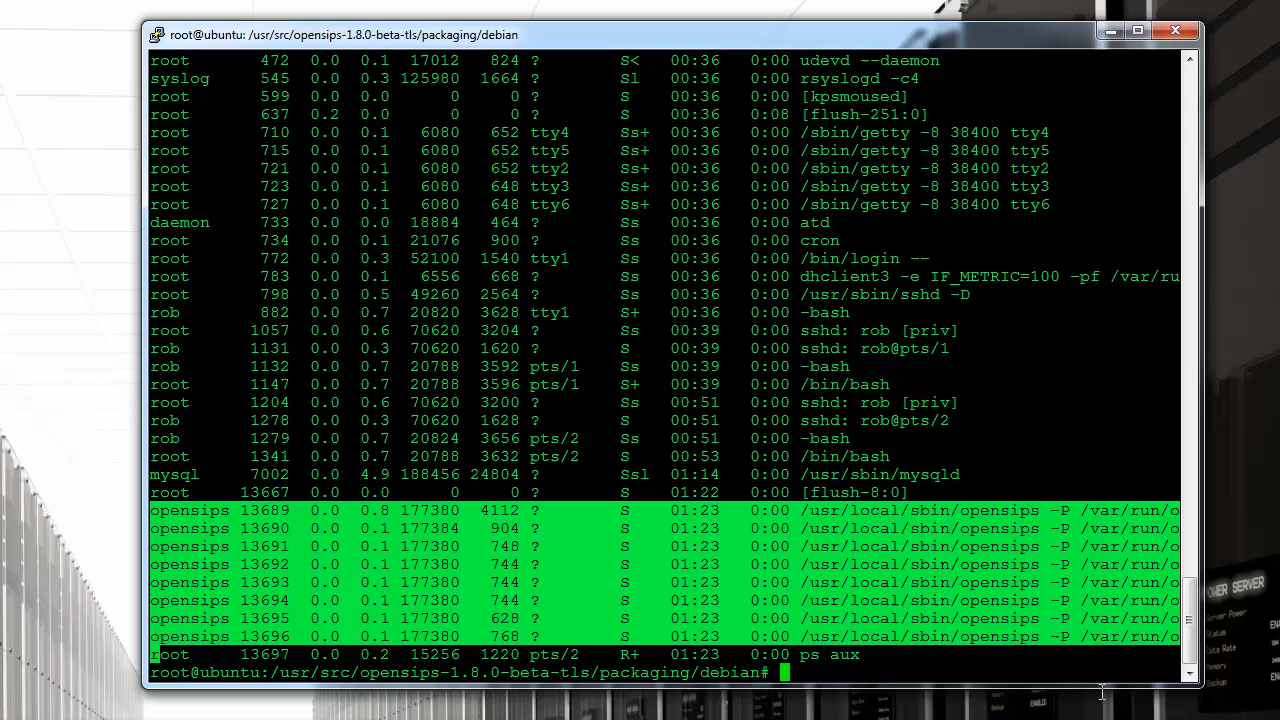 root@ubuntu: /usr/src/opensips-1.8.0-beta-tls/packaging/debian
root 472 0.0 0.1 17012 824 ? S< 00:36 0:00 udevd --daemon
syslog 545 0.0 0.3 125980 1664 ? Sl 00:36 0:00 rsyslogd -c4
root 599 0.0 0.0 0 0 ? S 00:36 0:00 [kpsmoused]
root 637 0.2 0.0 0 0 ? S 00:36 0:08 [flush-251:0]
root 710 0.0 0.1 6080 652 tty4 Ss+ 00:36 0:00 /sbin/getty -8 38400 tty4
root 715 0.0 0.1 6080 652 tty5 Ss+ 00:36 0:00 /sbin/getty -8 38400 tty5
root 721 0.0 0.1 6080 652 tty2 Ss+ 00:36 0:00 /sbin/getty -8 38400 tty2
root 723 0.0 0.1 6080 648 tty3 Ss+ 00:36 0:00 /sbin/getty -8 38400 tty3
root 727 0.0 0.1 6080 648 tty6 Ss+ 00:36 0:00 /sbin/getty -8 38400 tty6
daemon 733 0.0 0.0 18884 464 ? Ss 00:36 0:00 atd
root 734 0.0 0.1 21076 900 ? Ss 00:36 0:00 cron
root 772 0.0 0.3 52100 1540 tty1 Ss 00:36 0:00 /bin/login --
root 783 0.0 0.1 6556 668 ? Ss 00:36 0:00 dhclient3 -e IF_METRIC=100 -pf /var/ru
root 798 0.0 0.5 49260 2564 ? Ss 00:36 0:00 /usr/sbin/sshd -D
rob 882 0.0 0.7 20820 3628 tty1 S+ 00:36 0:00 -bash
root 1057 0.0 0.6 70620 3204 ? Ss 00:39 0:00 sshd: rob [priv]
rob 1131 0.0 0.3 70620 1620 ? S 00:39 0:00 sshd: rob@pts/1
rob 1132 0.0 0.7 20788 3592 pts/1 Ss 00:39 0:00 -bash
root 1147 0.0 0.7 20788 3596 pts/1 S+ 00:39 0:00 /bin/bash
root 1204 0.0 0.6 70620 3200 ? Ss 00:51 0:00 sshd: rob [priv]
rob 1278 0.0 0.3 70620 1628 ? S 00:51 0:00 sshd: rob@pts/2
rob 1279 0.0 0.7 20824 3656 pts/2 Ss 00:51 0:00 -bash
root 1341 0.0 0.7 20788 3632 pts/2 S 00:53 0:00 /bin/bash
mysql 7002 0.0 4.9 188456 24804 ? Ssl 01:14 0:00 /usr/sbin/mysqld
root 13667 0.0 0.0 0 0 ? S 01:22 0:00 [flush-8:0]
opensips 13689 0.0 0.8 177380 4112 ? S 01:23 0:00 /usr/local/sbin/opensips -P /var/run/o
opensips 13690 0.0 0.1 177384 904 ? S 01:23 0:00 /usr/local/sbin/opensips -P /var/run/o
opensips 13691 0.0 0.1 177380 748 ? S 01:23 0:00 /usr/local/sbin/opensips -P /var/run/o
opensips 13692 0.0 0.1 177380 744 ? S 01:23 0:00 /usr/local/sbin/opensips -P /var/run/o
opensips 13693 0.0 0.1 177380 744 ? S 01:23 0:00 /usr/local/sbin/opensips -P /var/run/o
opensips 13694 0.0 0.1 177380 744 ? S 01:23 0:00 /usr/local/sbin/opensips -P /var/run/o
opensips 13695 0.0 0.1 177380 628 ? S 01:23 0:00 /usr/local/sbin/opensips -P /var/run/o
opensips 13696 0.0 0.1 177380 768 ? S 01:23 0:00 /usr/local/sbin/opensips -P /var/run/o
root 13697 0.0 0.2 15256 1220 pts/2 R+ 01:23 0:00 ps aux
root@ubuntu:/usr/src/opensips-1.8.0-beta-tls/packaging/debian#
POWER SERVER
Server Power
Status
Data Rate
Memory
Backup